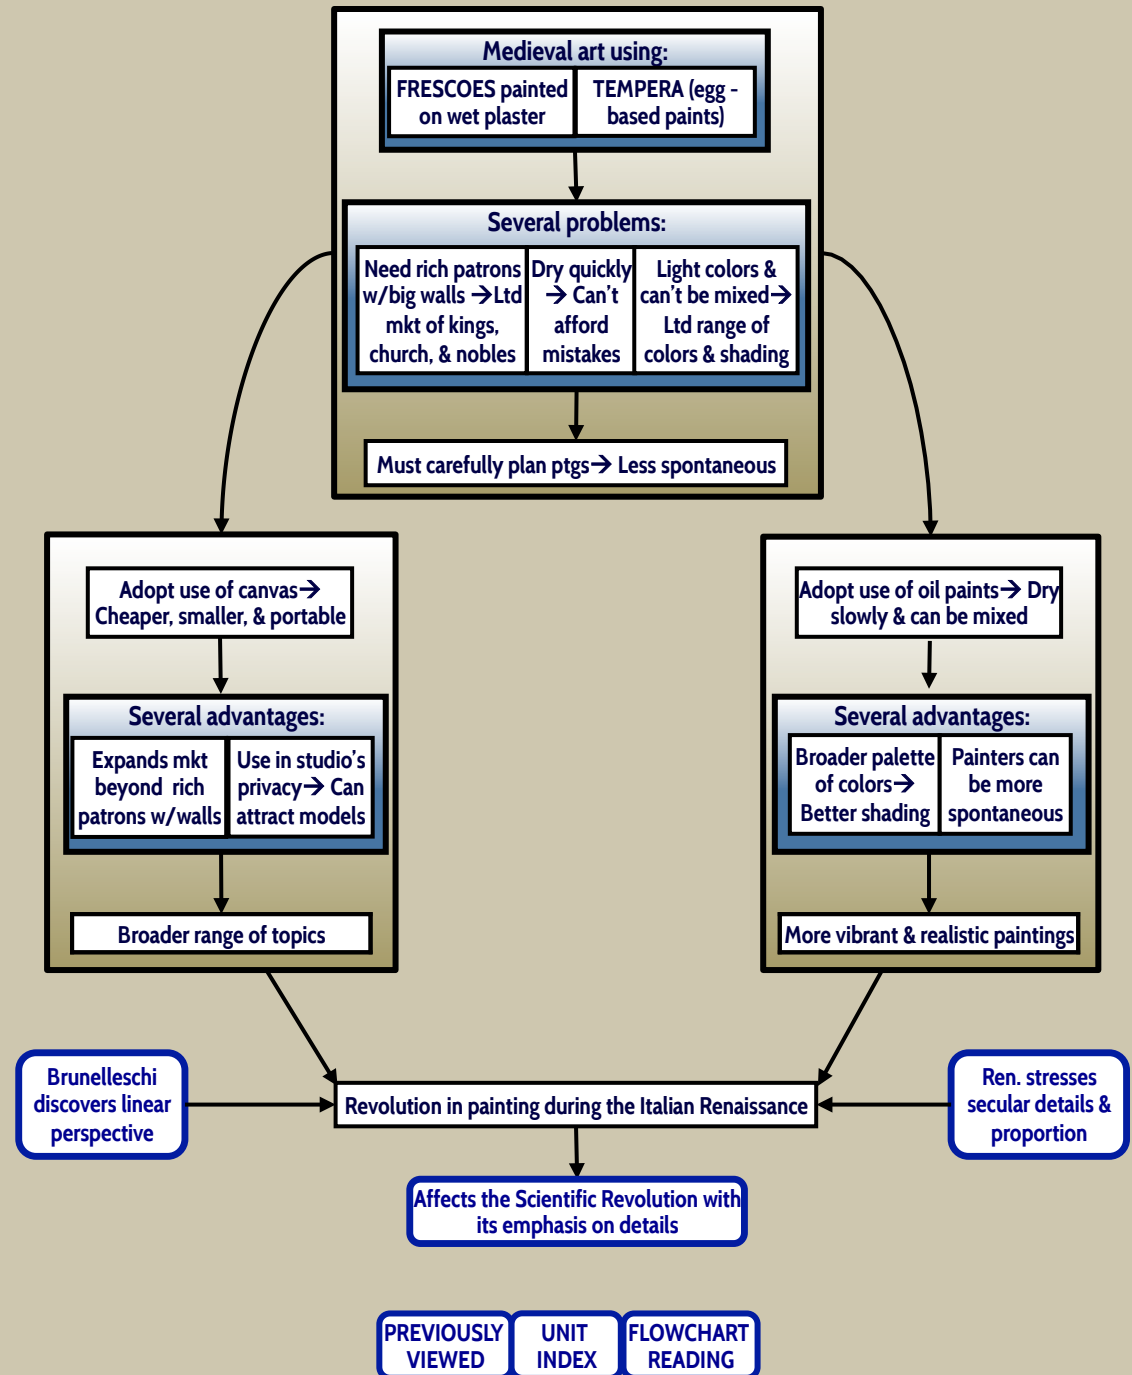 Medieval art using:
FRESCOES painted
on wet plaster
TEMPERA (egg -
based paints)
Several problems:
Need rich patrons
w/big walls →Ltd
mkt of kings,
church, & nobles
Dry quickly
→ Can't
afford
mistakes
Light colors &
can't be mixed→
Ltd range of
colors & shading
Must carefully plan ptgs→ Less spontaneous
Adopt use of canvas→
Cheaper, smaller, & portable
Several advantages:
Expands mkt
beyond rich
patrons w/walls
Use in studio's
privacy→ Can
attract models
Broader range of topics
Adopt use of oil paints→ Dry
slowly & can be mixed
Several advantages:
Broader palette
of colors→
Better shading
Painters can
be more
spontaneous
More vibrant & realistic paintings
Brunelleschi
discovers linear
perspective
Revolution in painting during the Italian Renaissance
Ren. stresses
secular details &
proportion
Affects the Scientific Revolution with
its emphasis on details
PREVIOUSLY
VIEWED
UNIT
INDEX
FLOWCHART
READING